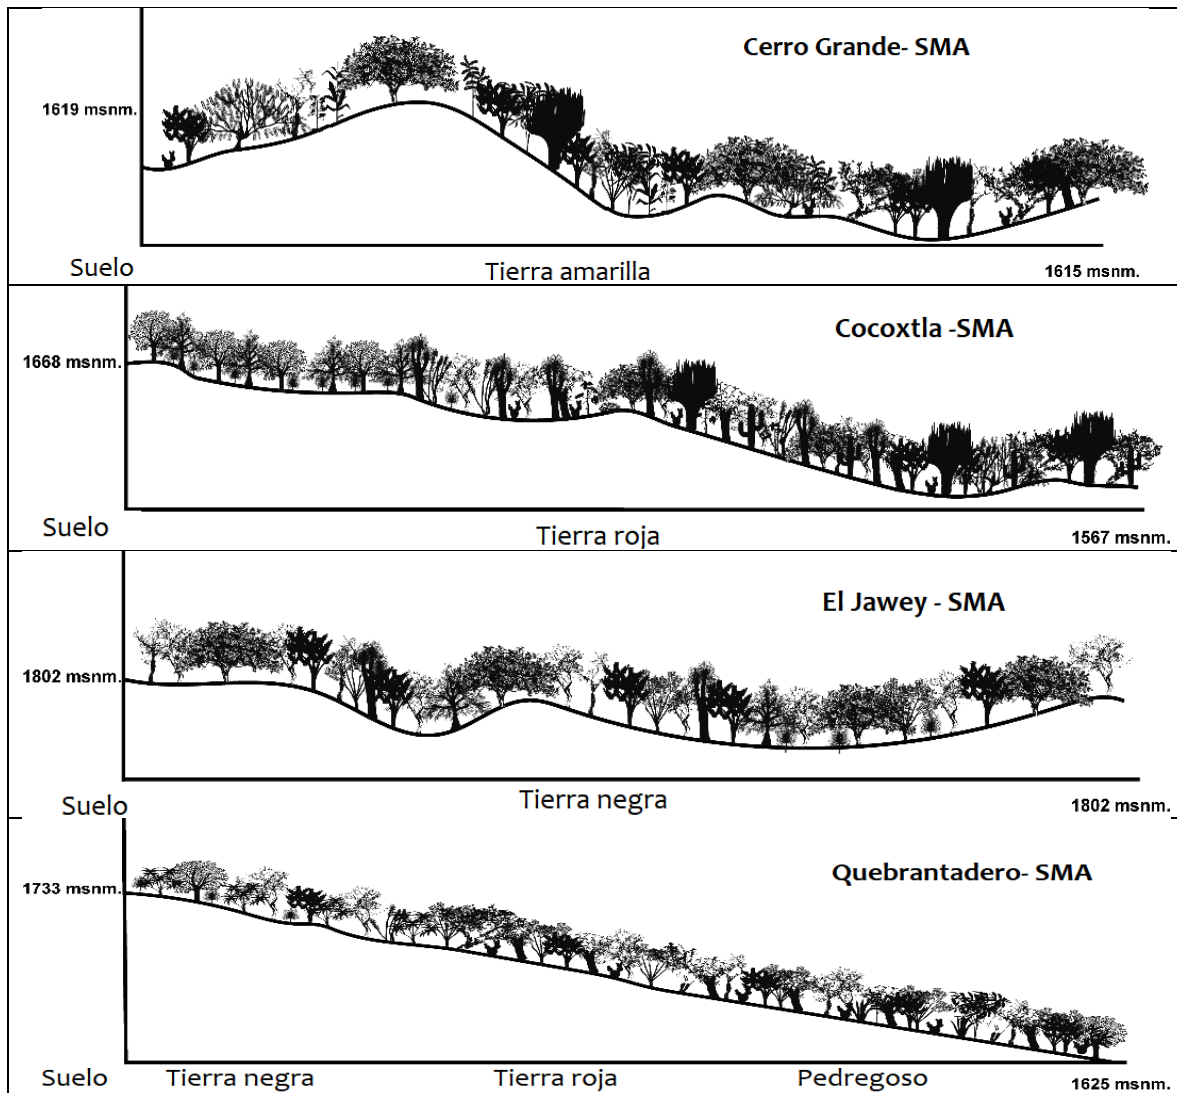 Cerro Grande- SMA
1619 msnm.
Suelo
Tierra amarilla
1615 msnm.
Cocoxtla -SMA
1668 msnm.
Suelo
Tierra roja
1567 msnm.
El Jawey - SMA
1802 msnm.
Suelo
Tierra negra
1802 msnm.
Quebrantadero- SMA
1733 msnm.
Suelo Tierra negra Tierra roja Pedregoso 1625 msnm.